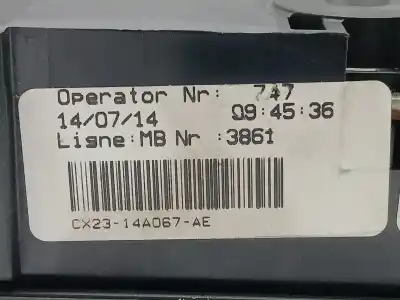 Operator Nr: 747
14/07/14 09:45:36
Ligne:MB Nr :3861
CX23-14A067-AE